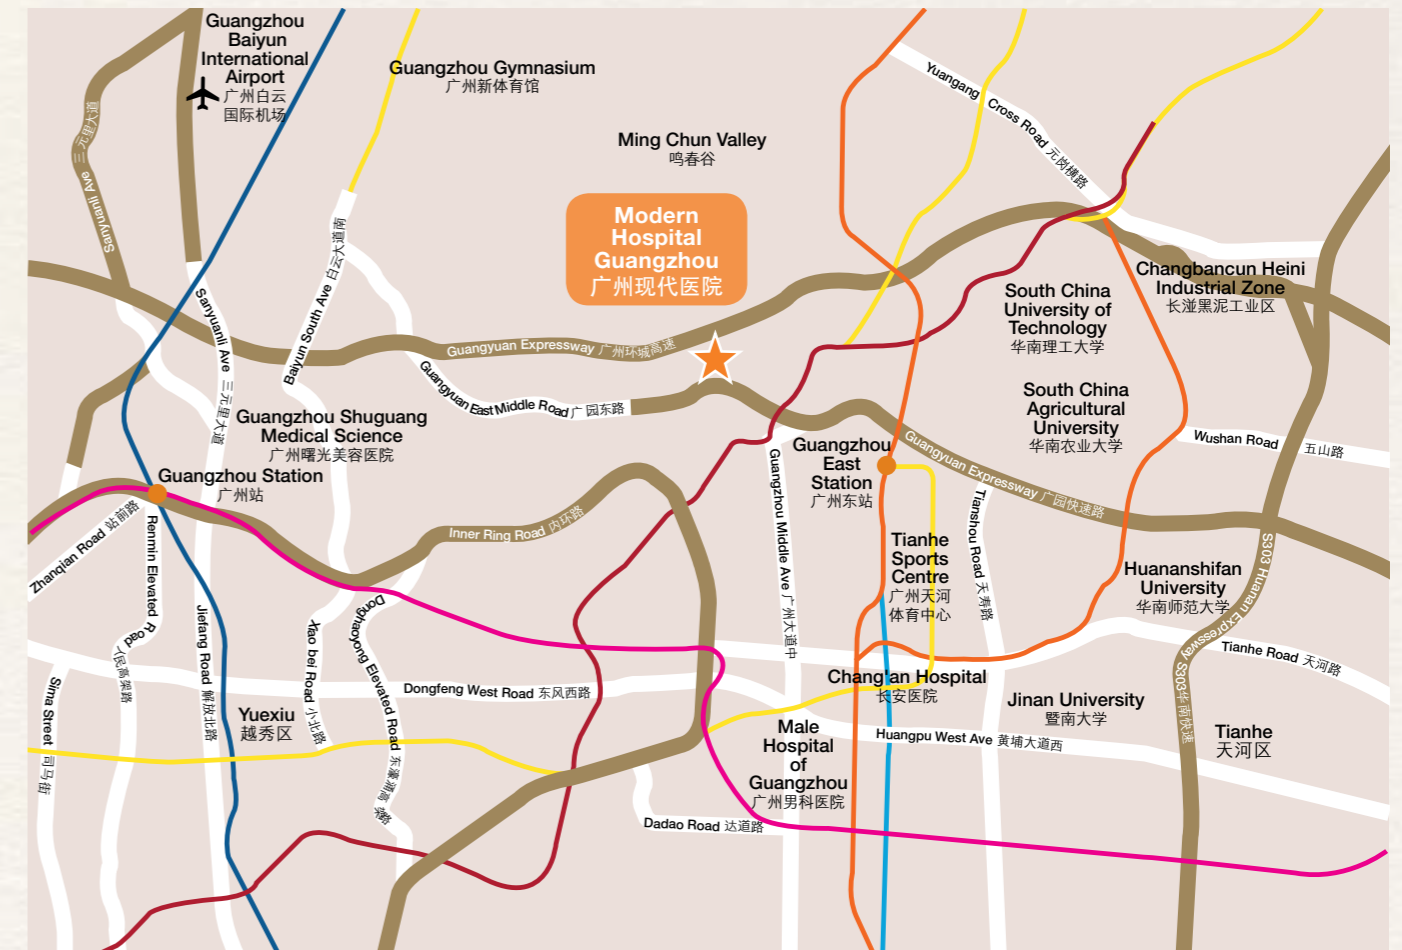 Guangzhou
Baiyun
International
Airport
广州白云
国际机场
Guangzhou Gymnasium
广州新体育馆
Ming Chun Valley
鸣春谷
Yuangang Cross Road 元岗横路
Sanyuanli Ave 三元里大道
Modern
Hospital
Guangzhou
广州现代医院
Baiyun South Ave 白云大道南
Sanyuanli Ave 三元里大道
Changbancun Heini
Industrial Zone
长湴黑泥工业区
South China
University of
Technology
华南理工大学
Guangyuan Expressway 广州环城高速
Guangyuan East Middle Road 广园东路
South China
Agricultural
University
华南农业大学
Guangzhou Shuguang
Medical Science
广州曙光美容医院
Guangzhou
East
Station
广州东站
Guangyuan Expressway 广园快速路
Wushan Road 五山路
Guangzhou Station
广州站
Zhanqian Road 站前路
Renmin Elevated Road 人民高架路
Inner Ring Road 内环路
Guangzhou Middle Ave 广州大道中
Tianshou Road 天寿路
Tianhe
Sports
Centre
广州天河
体育中心
Huananshifan
University
华南师范大学
S303 Huanan Expressway S303华南快速
Jiefang Road 解放北路
Xiao bei Road 小北路
Donghaoyong Elevated Road 东濠涌高架路
Tianhe Road 天河路
Sima Street 司马街
Dongfeng West Road 东风西路
Chang'an Hospital
长安医院
Jinan University
暨南大学
Yuexiu
越秀区
Male
Hospital
of
Guangzhou
广州男科医院
Huangpu West Ave 黄埔大道西
Tianhe
天河区
Dadao Road 达道路